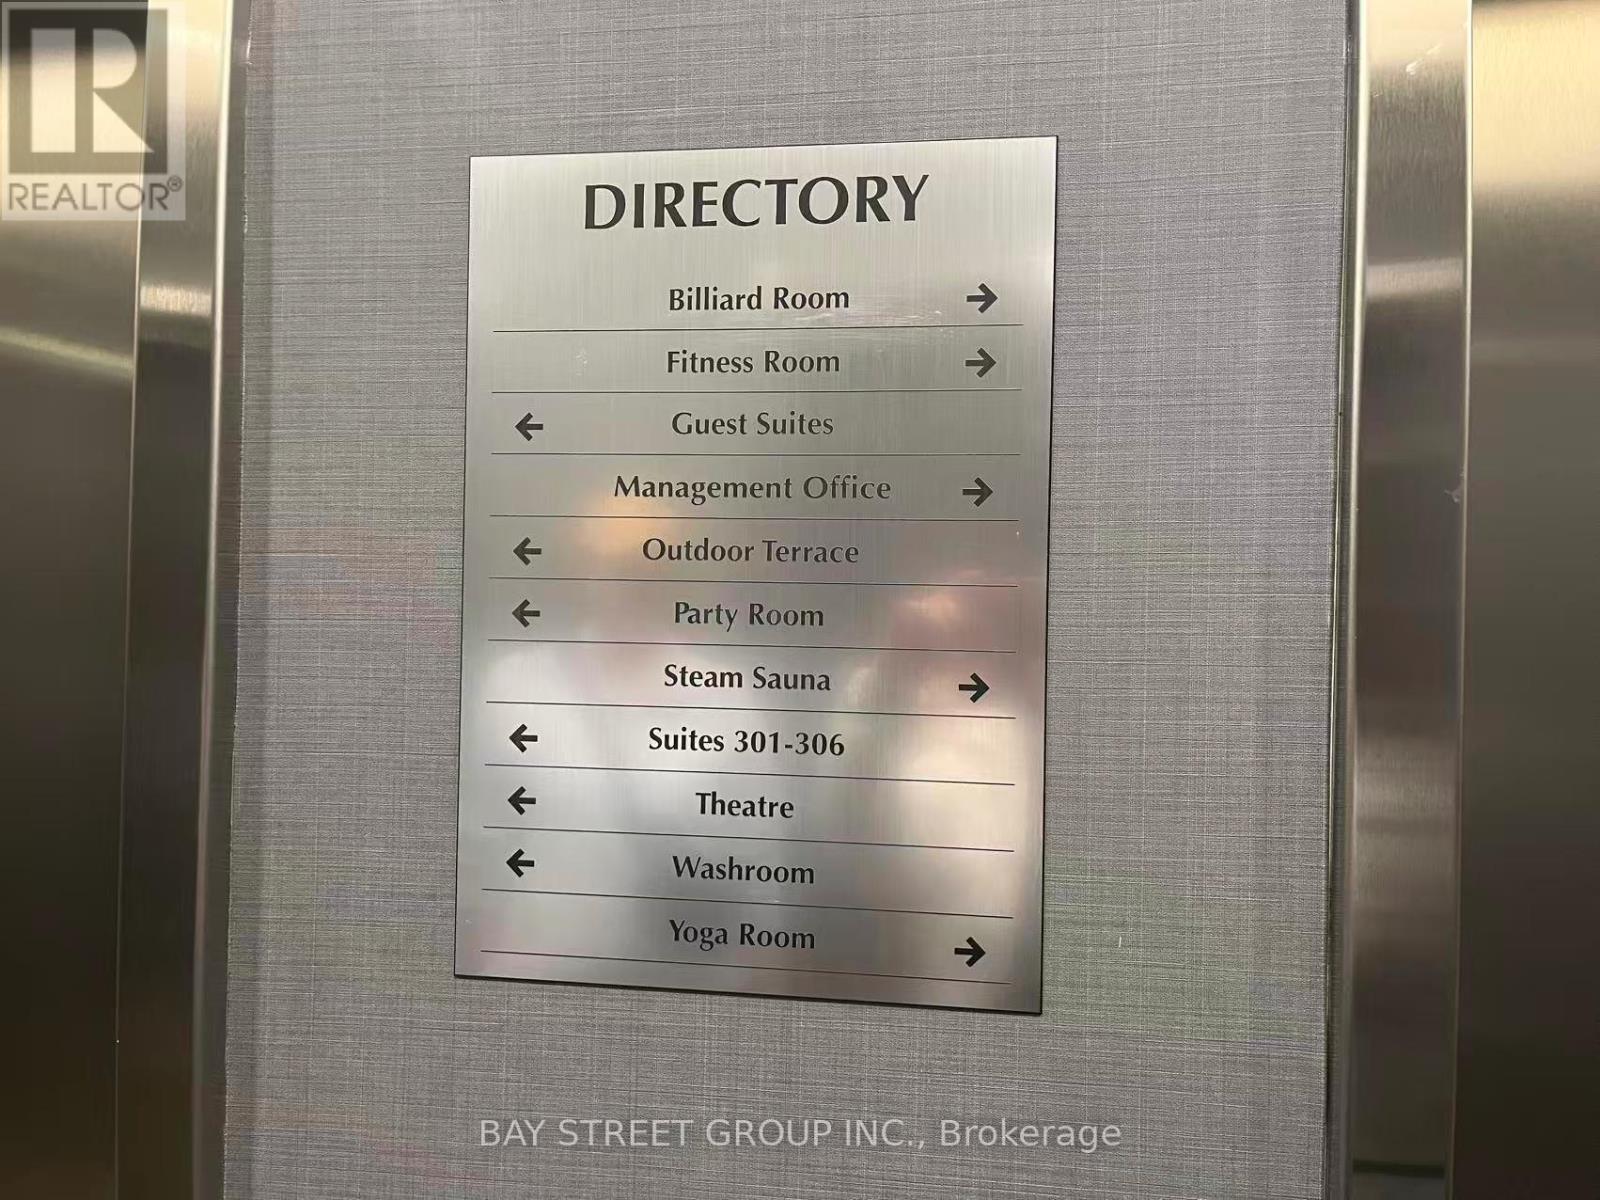 REALTOR®
DIRECTORY
Billiard Room →
Fitness Room →
← Guest Suites
Management Office →
← Outdoor Terrace
← Party Room
Steam Sauna →
← Suites 301-306
← Theatre
← Washroom
Yoga Room →
BAY STREET GROUP INC., Brokerage